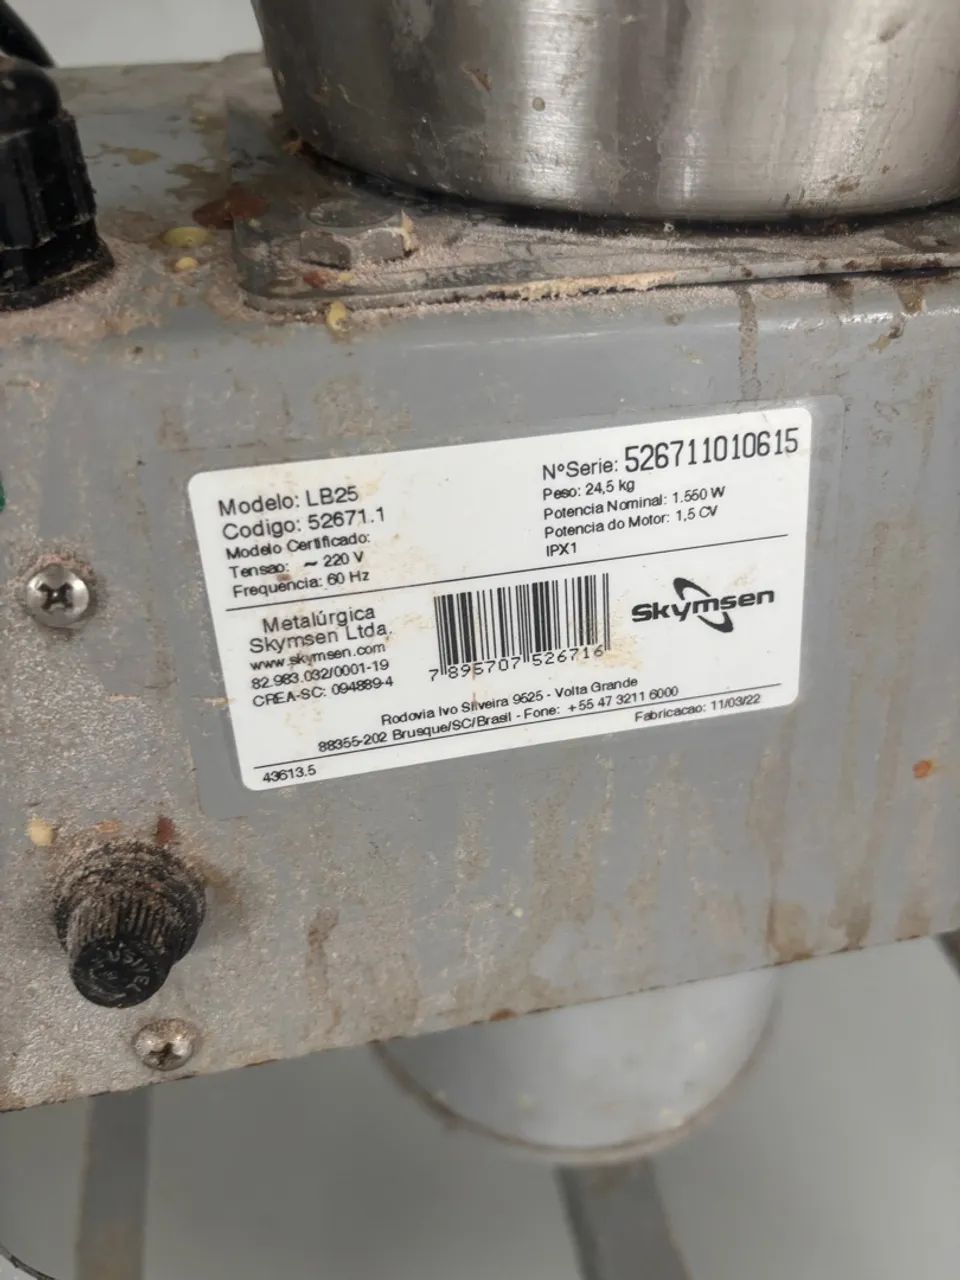 Modelo: LB25
Codigo: 52671.1
Modelo Certificado:
Tensao: ~ 220 V
Frequência: 60 Hz
NºSerie: 526711010615
Peso: 24,5 kg
Potencia Nominal: 1.550 W
Potencia do Motor: 1,5 CV
IPX1
Metalúrgica
Skymsen Ltda.
www.skymsen.com
82.983.032/0001-19
CREA-SC: 094889-4
7 895707 526716
Skymsen
Rodovia Ivo Silveira 9525 - Volta Grande
88355-202 Brusque/SC/Brasil - Fone: +55 47 3211 6000
Fabricacao: 11/03/22
43613.5